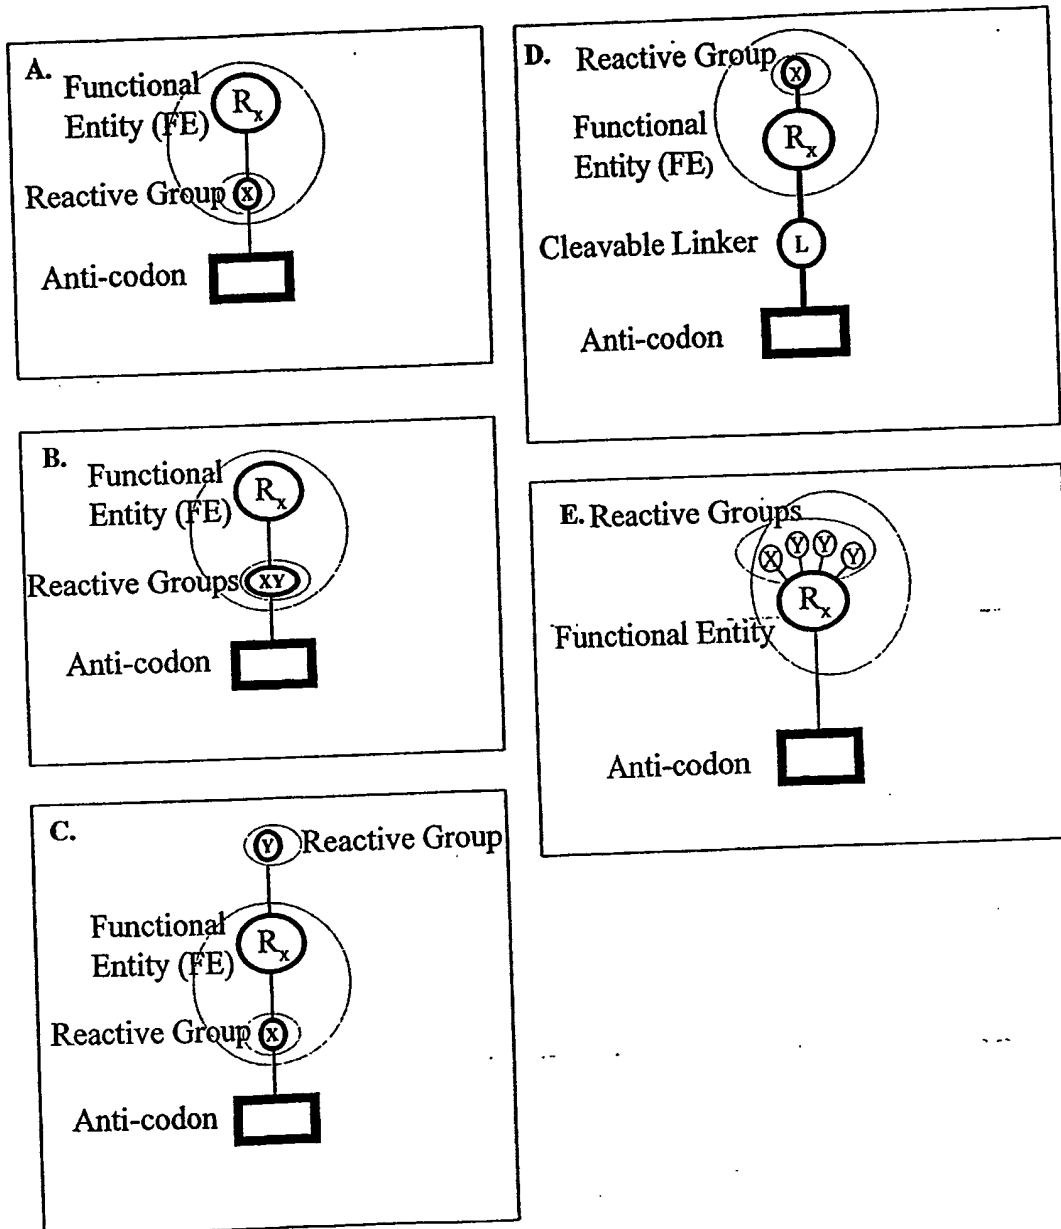 A.
Functional
Entity (FE)
Rx
Reactive Group
X
Anti-codon
B.
Functional
Entity (FE)
Rx
Reactive Groups
XY
Anti-codon
C.
Y
Reactive Group
Functional
Entity (FE)
Rx
Reactive Group
X
Anti-codon
D.
Reactive Group
X
Functional
Entity (FE)
Rx
Cleavable Linker
L
Anti-codon
E. Reactive Groups
X Y Y Y
Rx
Functional Entity
Anti-codon